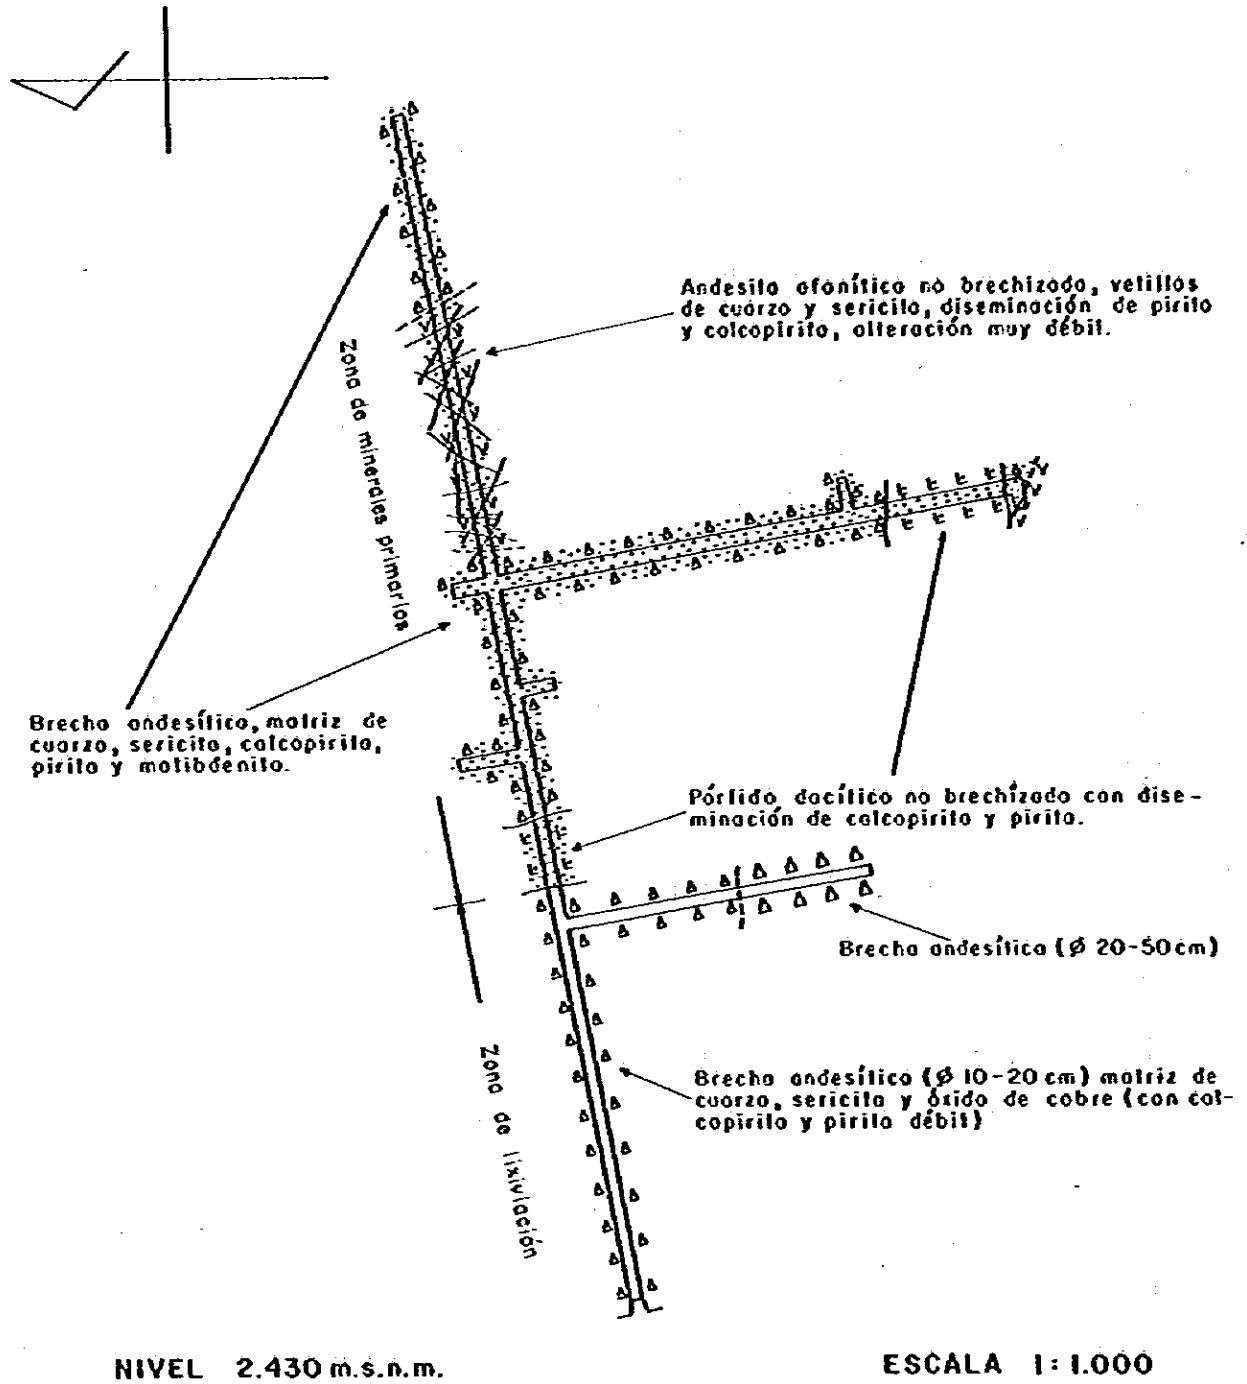 Andesita afanítica no brechizada, vetillas
de cuarzo y sericita, diseminación de pirita
y calcopirita, alteración muy débil.
Zona de minerales primarios
Brecha andesítica, matriz de
cuarzo, sericita, calcopirita,
pirita y molibdenita.
Pórfido dacítico no brechizado con dise-
minación de calcopirita y pirita.
Brecha andesítica (Ø 20-50 cm)
Zona de lixiviación
Brecha andesítica (Ø 10-20 cm) matriz de
cuarzo, sericita y óxido de cobre (con cal-
copirita y pirita débil)
NIVEL 2.430 m.s.n.m.
ESCALA 1:1.000